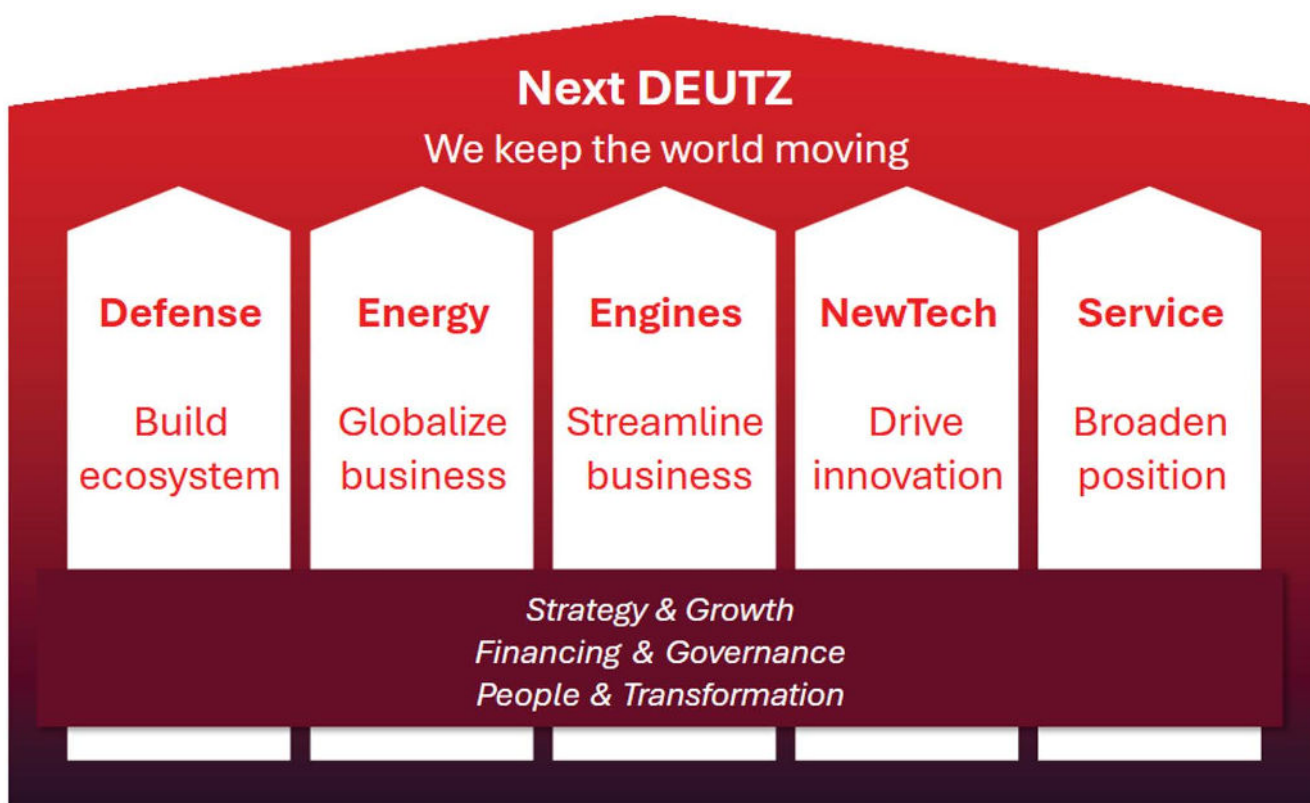 Next DEUTZ
We keep the world moving
Defense
Build
ecosystem
Energy
Globalize
business
Engines
Streamline
business
NewTech
Drive
innovation
Service
Broaden
position
Strategy & Growth
Financing & Governance
People & Transformation